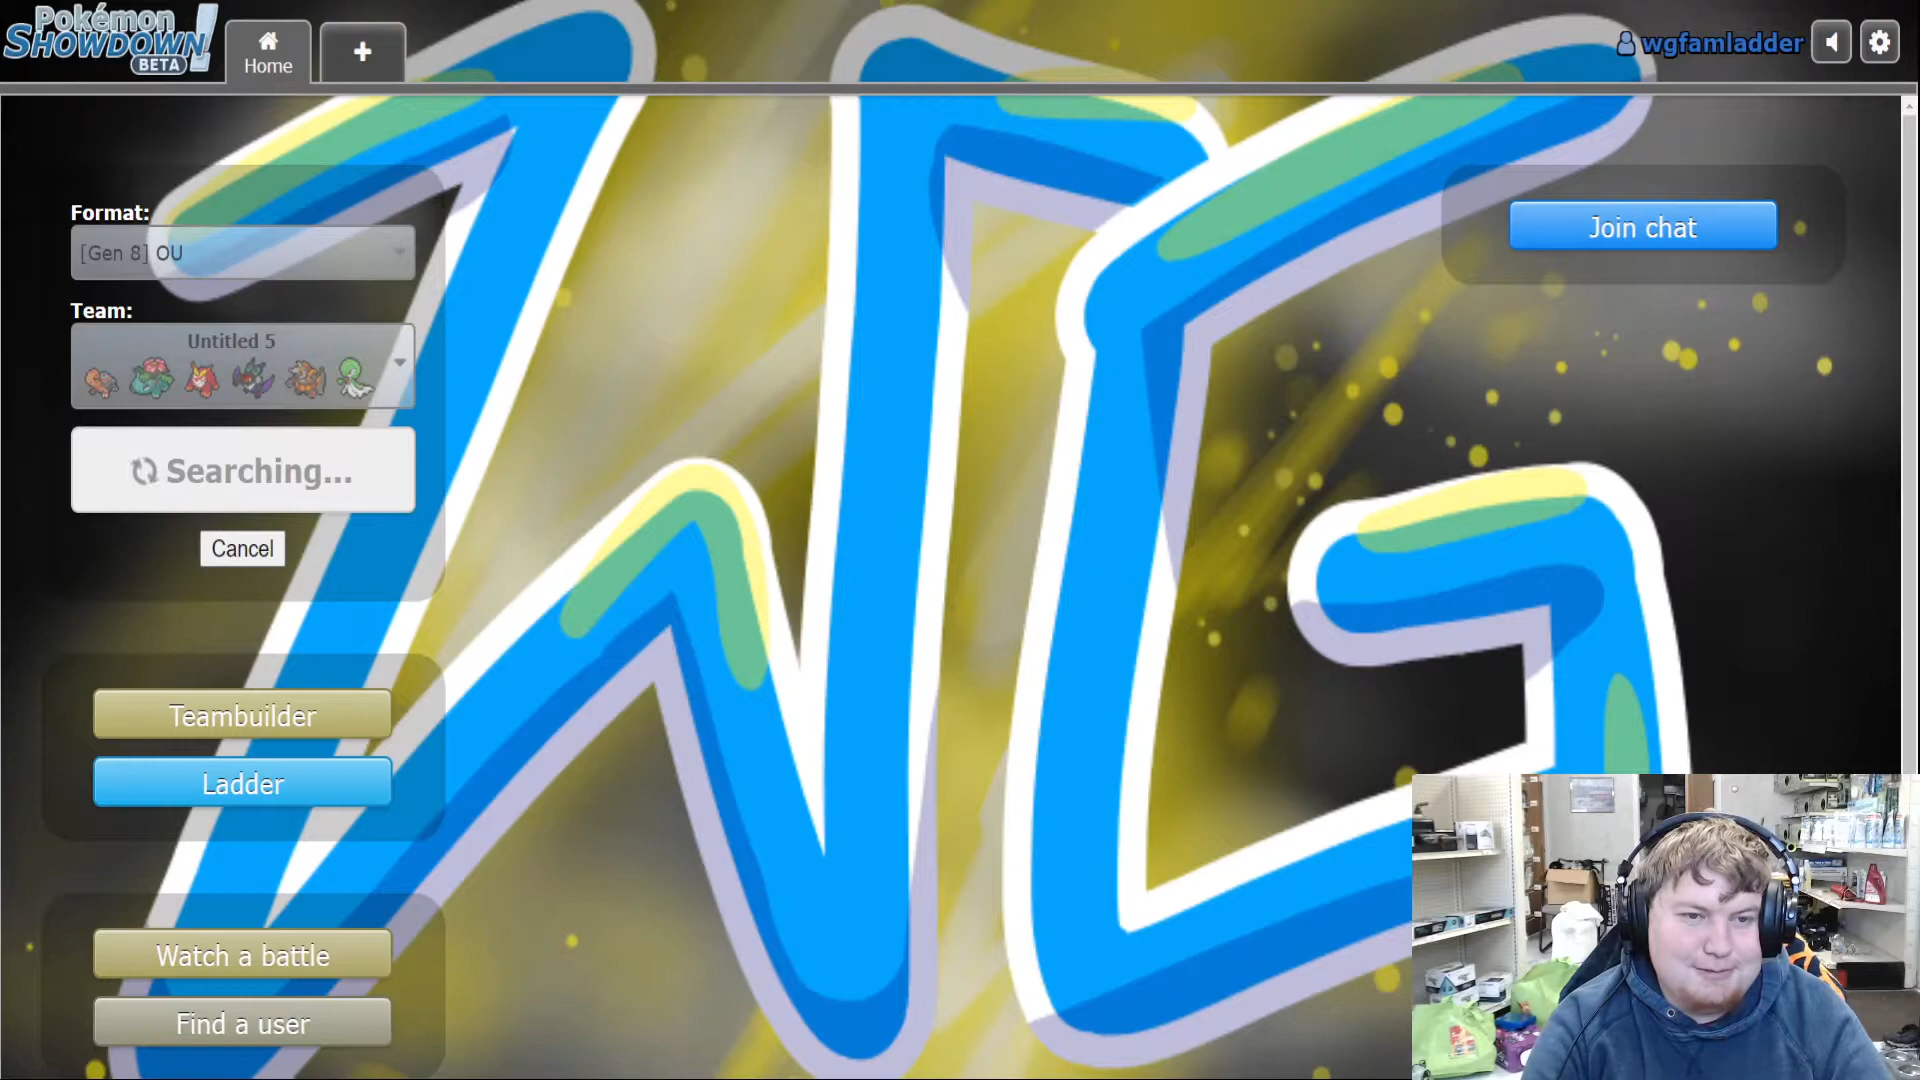 Pokémon
SHOWDOWN!
BETA
Home
+
wgfamladder
Format:
[Gen 8] OU
Join chat
Team:
Untitled 5
Searching...
Cancel
Teambuilder
Ladder
Watch a battle
Find a user
WG